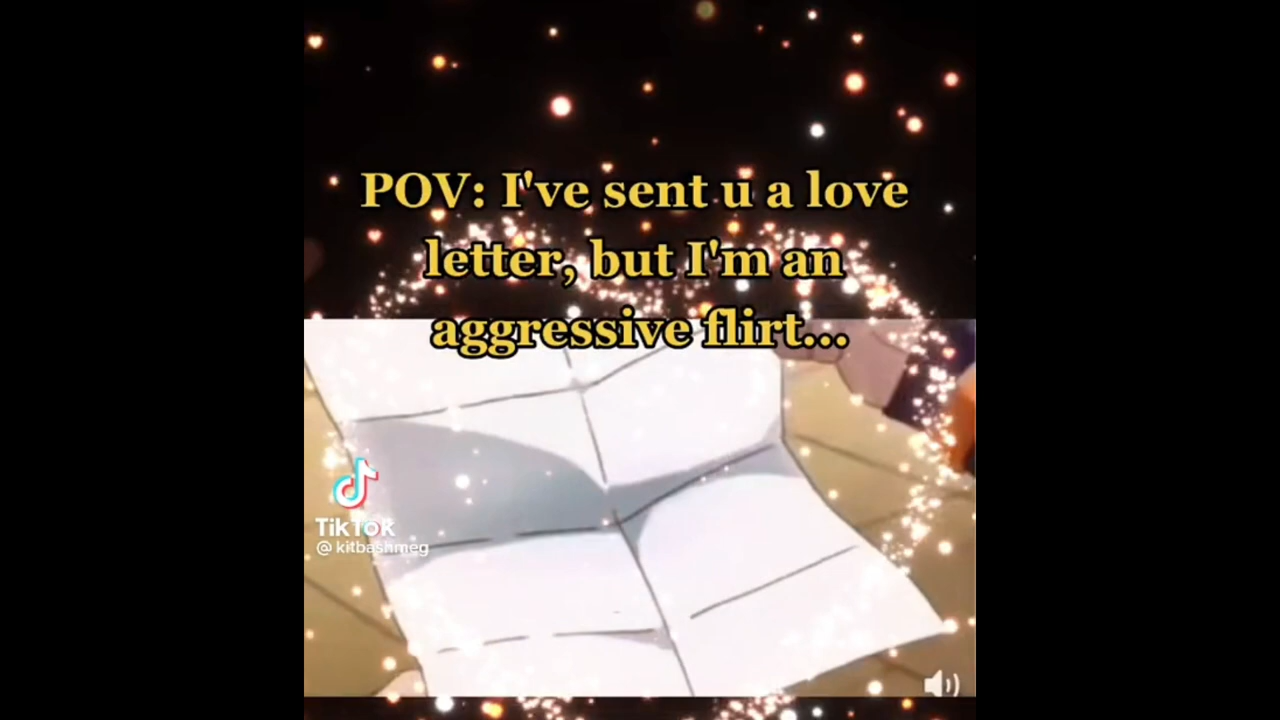 POV: I've sent u a love
letter, but I'm an
aggressive flirt...
TikTok
@ kitbashmeg